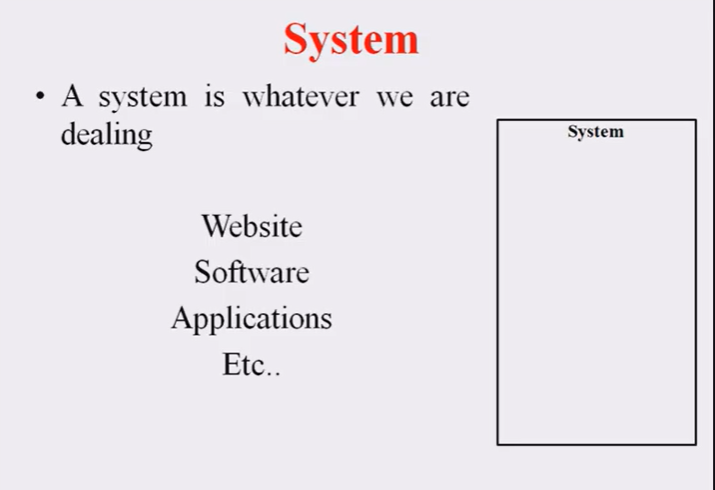 System
• A system is whatever we are
dealing
Website
Software
Applications
Etc..
System